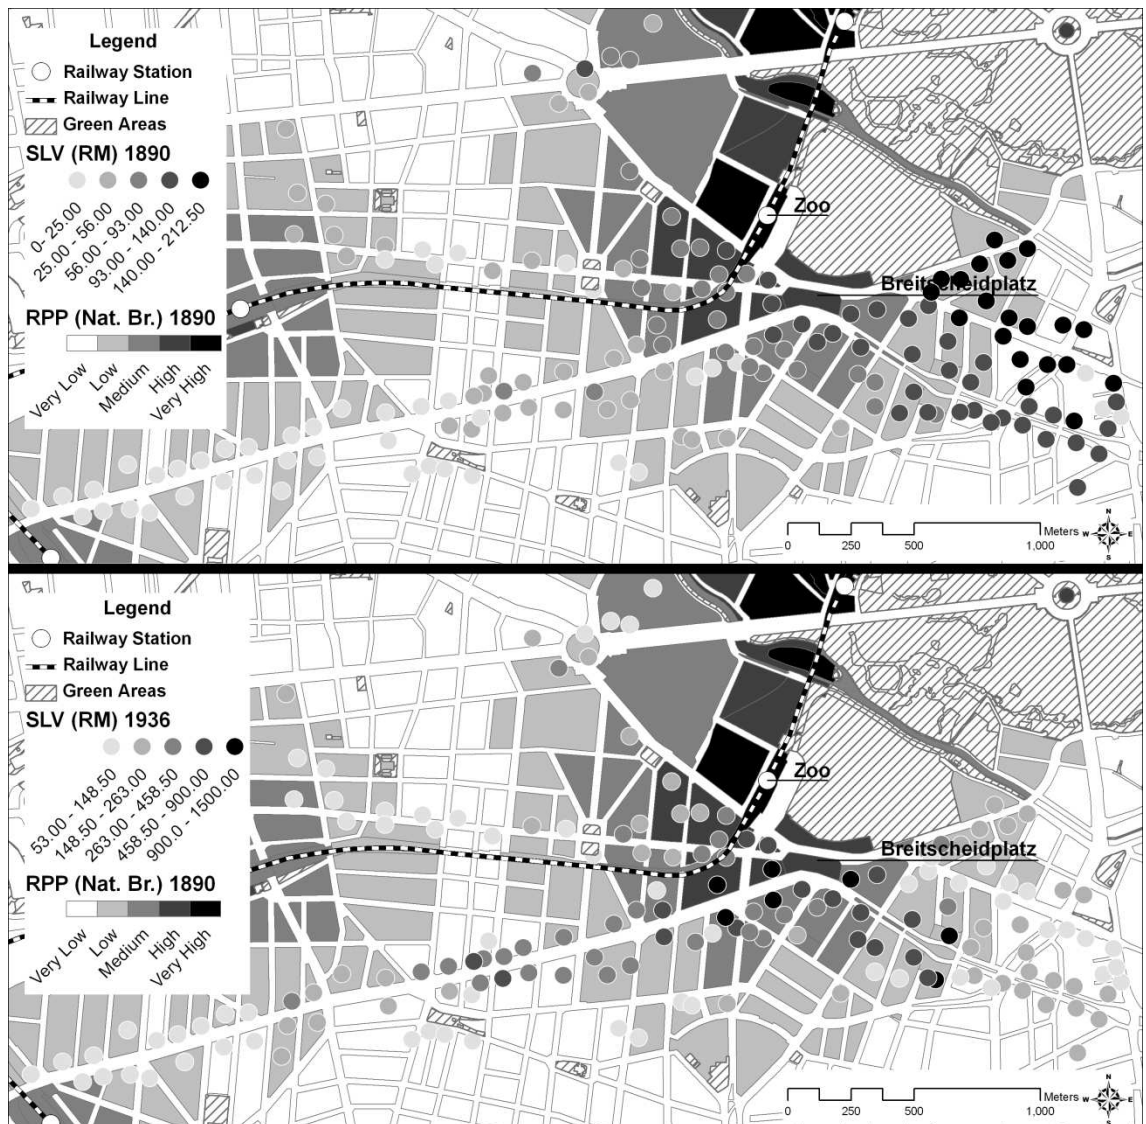 Legend
Railway Station
Railway Line
Green Areas
SLV (RM) 1890
0- 25.00
25.00 - 56.00
56.00 - 93.00
93.00 - 140.00
140.00 - 212.50
RPP (Nat. Br.) 1890
Very Low
Low
Medium
High
Very High
Zoo
Breitscheidplatz
Meters
0 250 500 1,000
N
W E
S
Legend
Railway Station
Railway Line
Green Areas
SLV (RM) 1936
53.00 - 148.50
148.50 - 263.00
263.00 - 458.50
458.50 - 900.00
900.0 - 1500.00
RPP (Nat. Br.) 1890
Very Low
Low
Medium
High
Very High
Zoo
Breitscheidplatz
Meters
0 250 500 1,000
N
W E
S